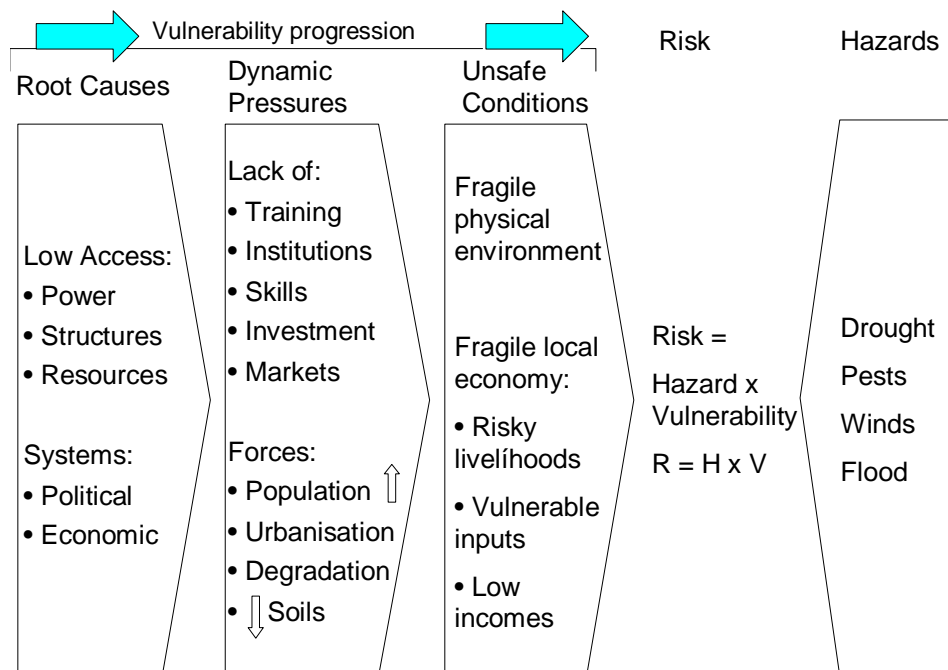 Vulnerability progression
Risk
Hazards
Root Causes
Dynamic
Pressures
Unsafe
Conditions
Low Access:
• Power
• Structures
• Resources
Systems:
• Political
• Economic
Lack of:
• Training
• Institutions
• Skills
• Investment
• Markets
Forces:
• Population
• Urbanisation
• Degradation
• Soils
Fragile
physical
environment
Fragile local
economy:
• Risky
livelíhoods
• Vulnerable
inputs
• Low
incomes
Risk =
Hazard x
Vulnerability
R = H x V
Drought
Pests
Winds
Flood